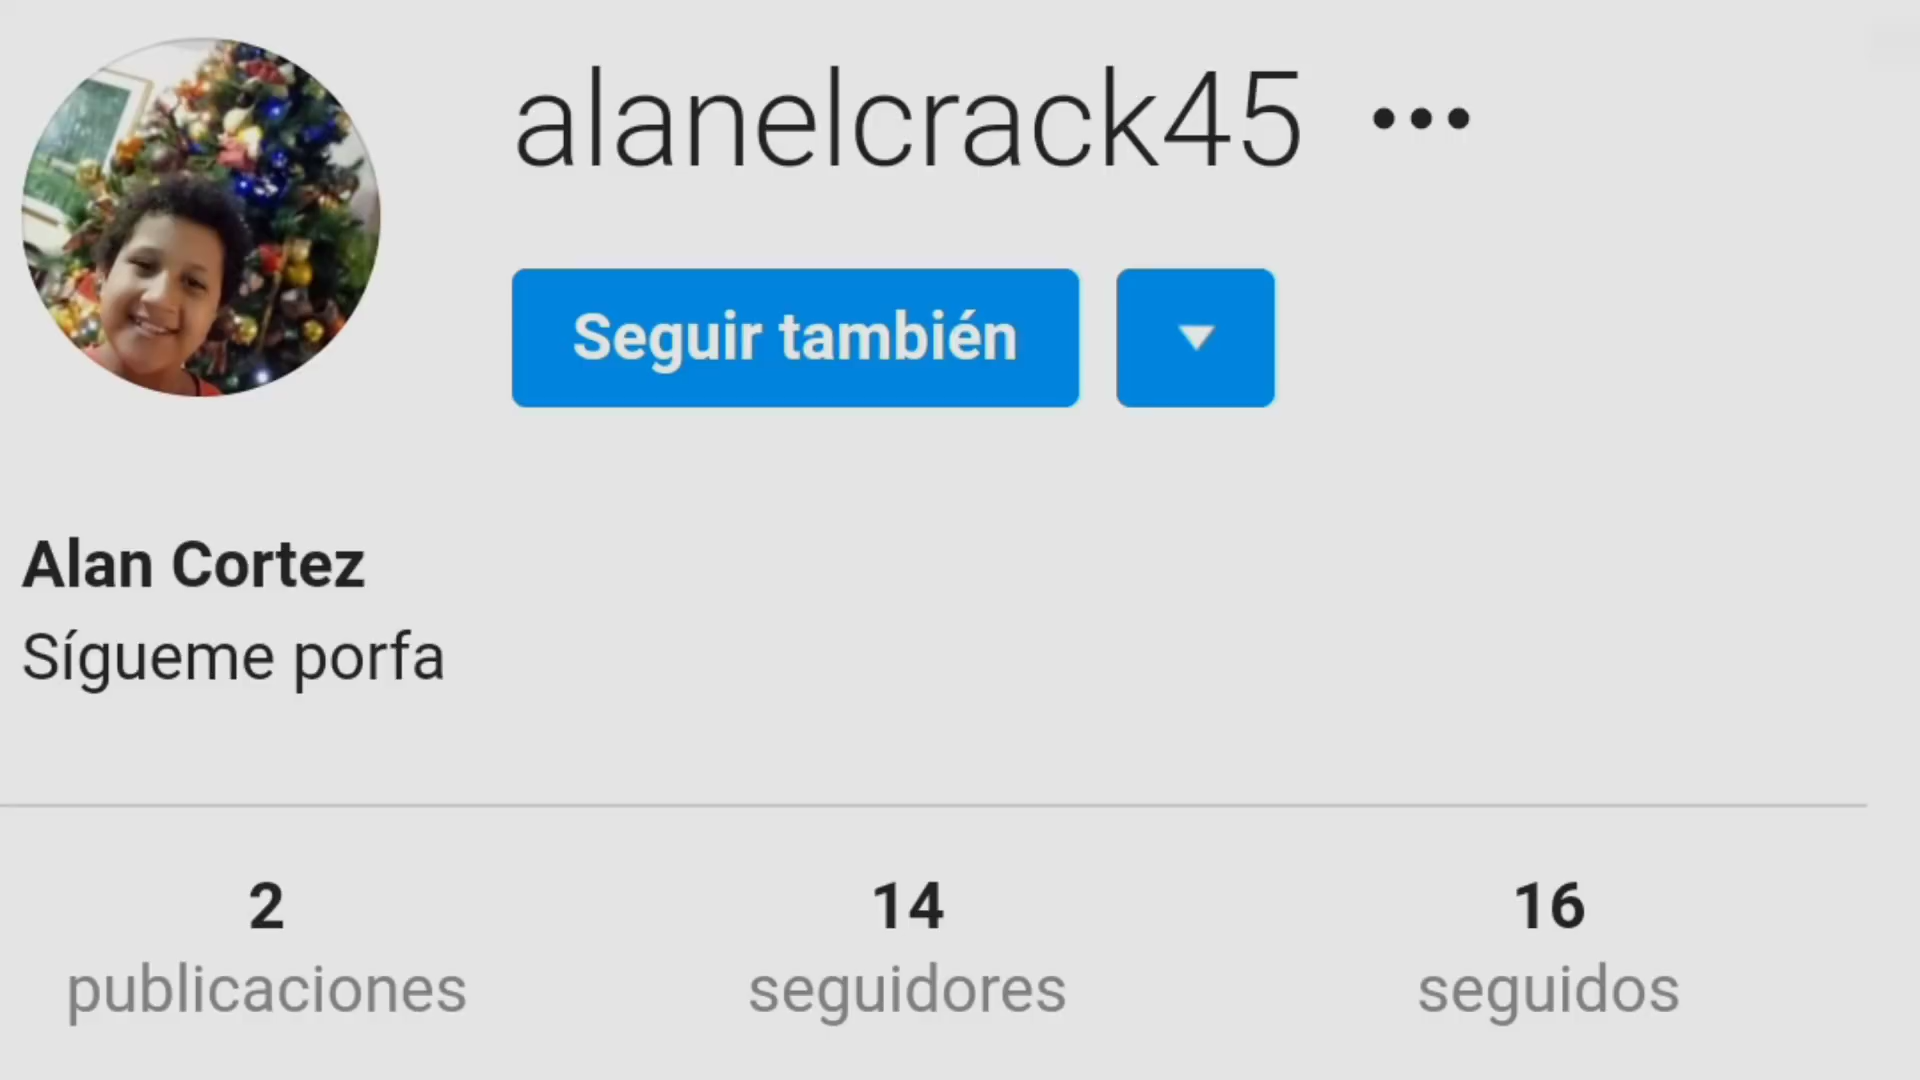 alanelcrack45
Seguir también
Alan Cortez
Sígueme porfa
2 14 16
publicaciones seguidores seguidos